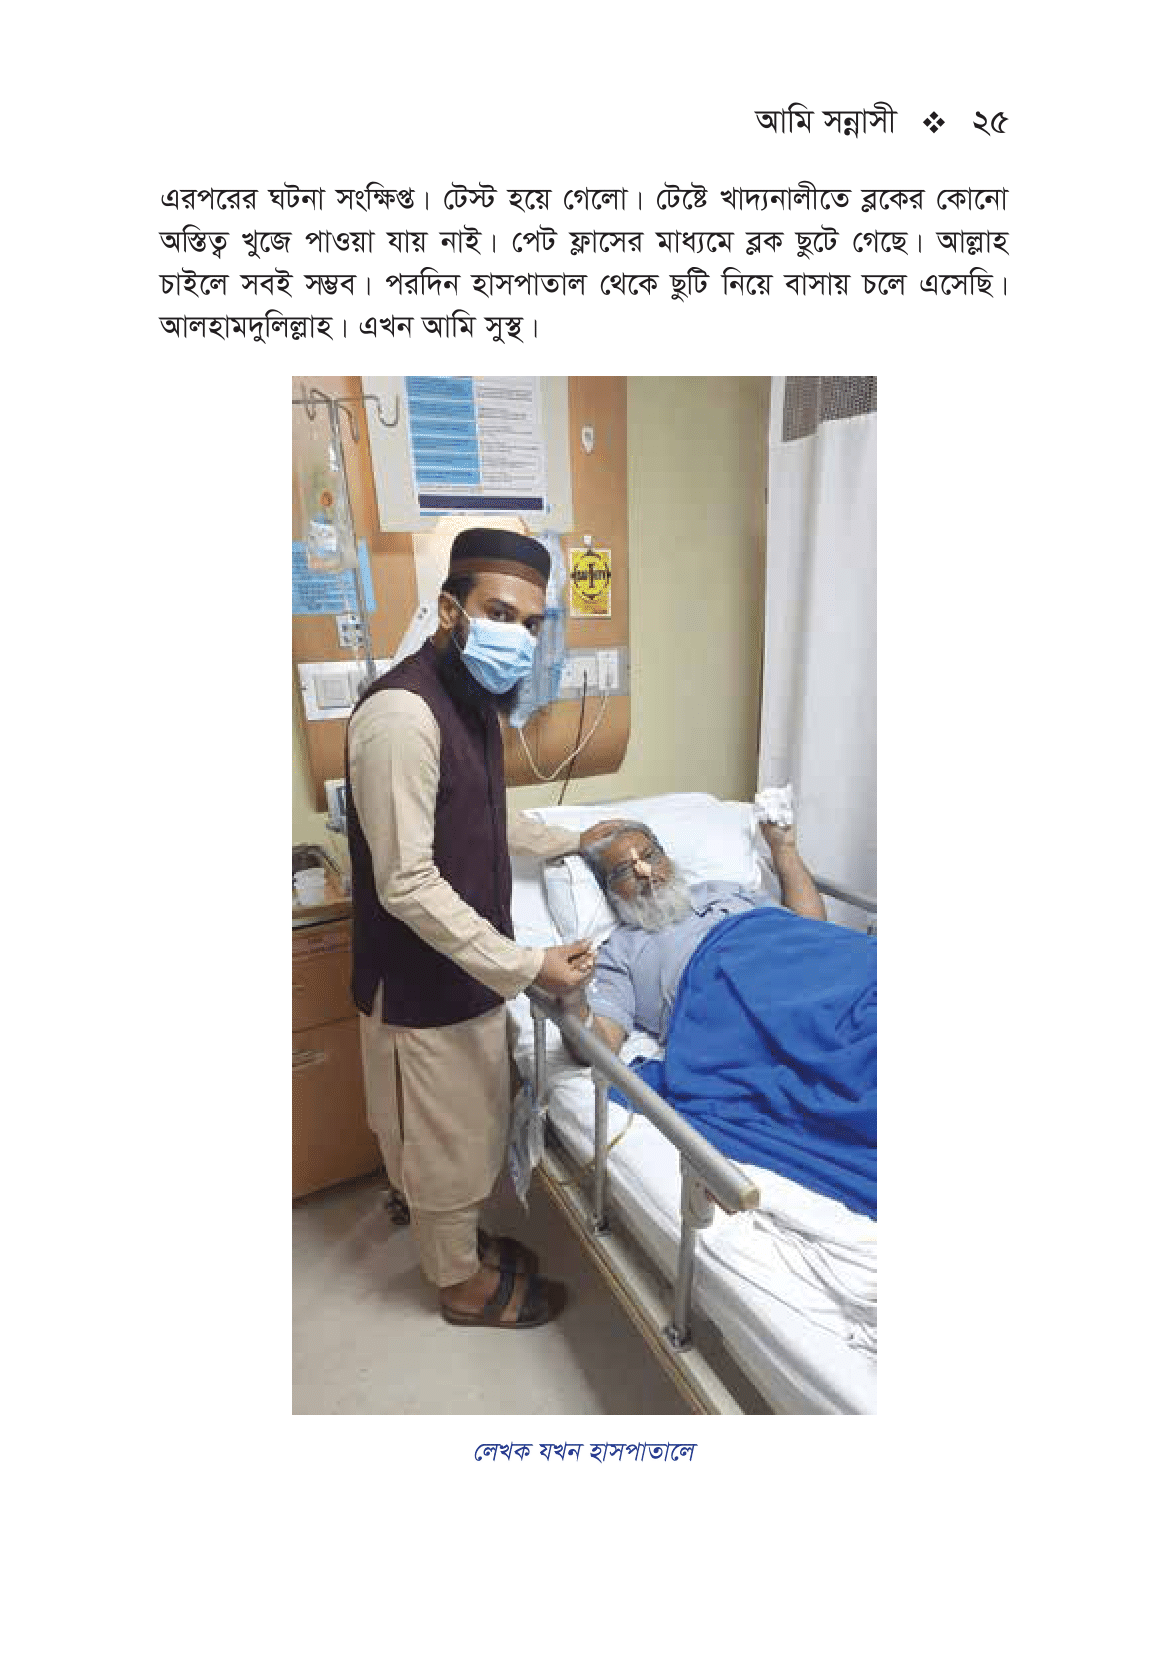 আমি সন্নাসী ❖ ২৫
এরপরের ঘটনা সংক্ষিপ্ত। টেস্ট হয়ে গেলো। টেষ্টে খাদ্যনালীতে ব্লকের কোনো
অস্তিত্ব খুজে পাওয়া যায় নাই। পেট ফ্লাসের মাধ্যমে ব্লক ছুটে গেছে। আল্লাহ
চাইলে সবই সম্ভব। পরদিন হাসপাতাল থেকে ছুটি নিয়ে বাসায় চলে এসেছি।
আলহামদুলিল্লাহ। এখন আমি সুস্থ।
লেখক যখন হাসপাতালে